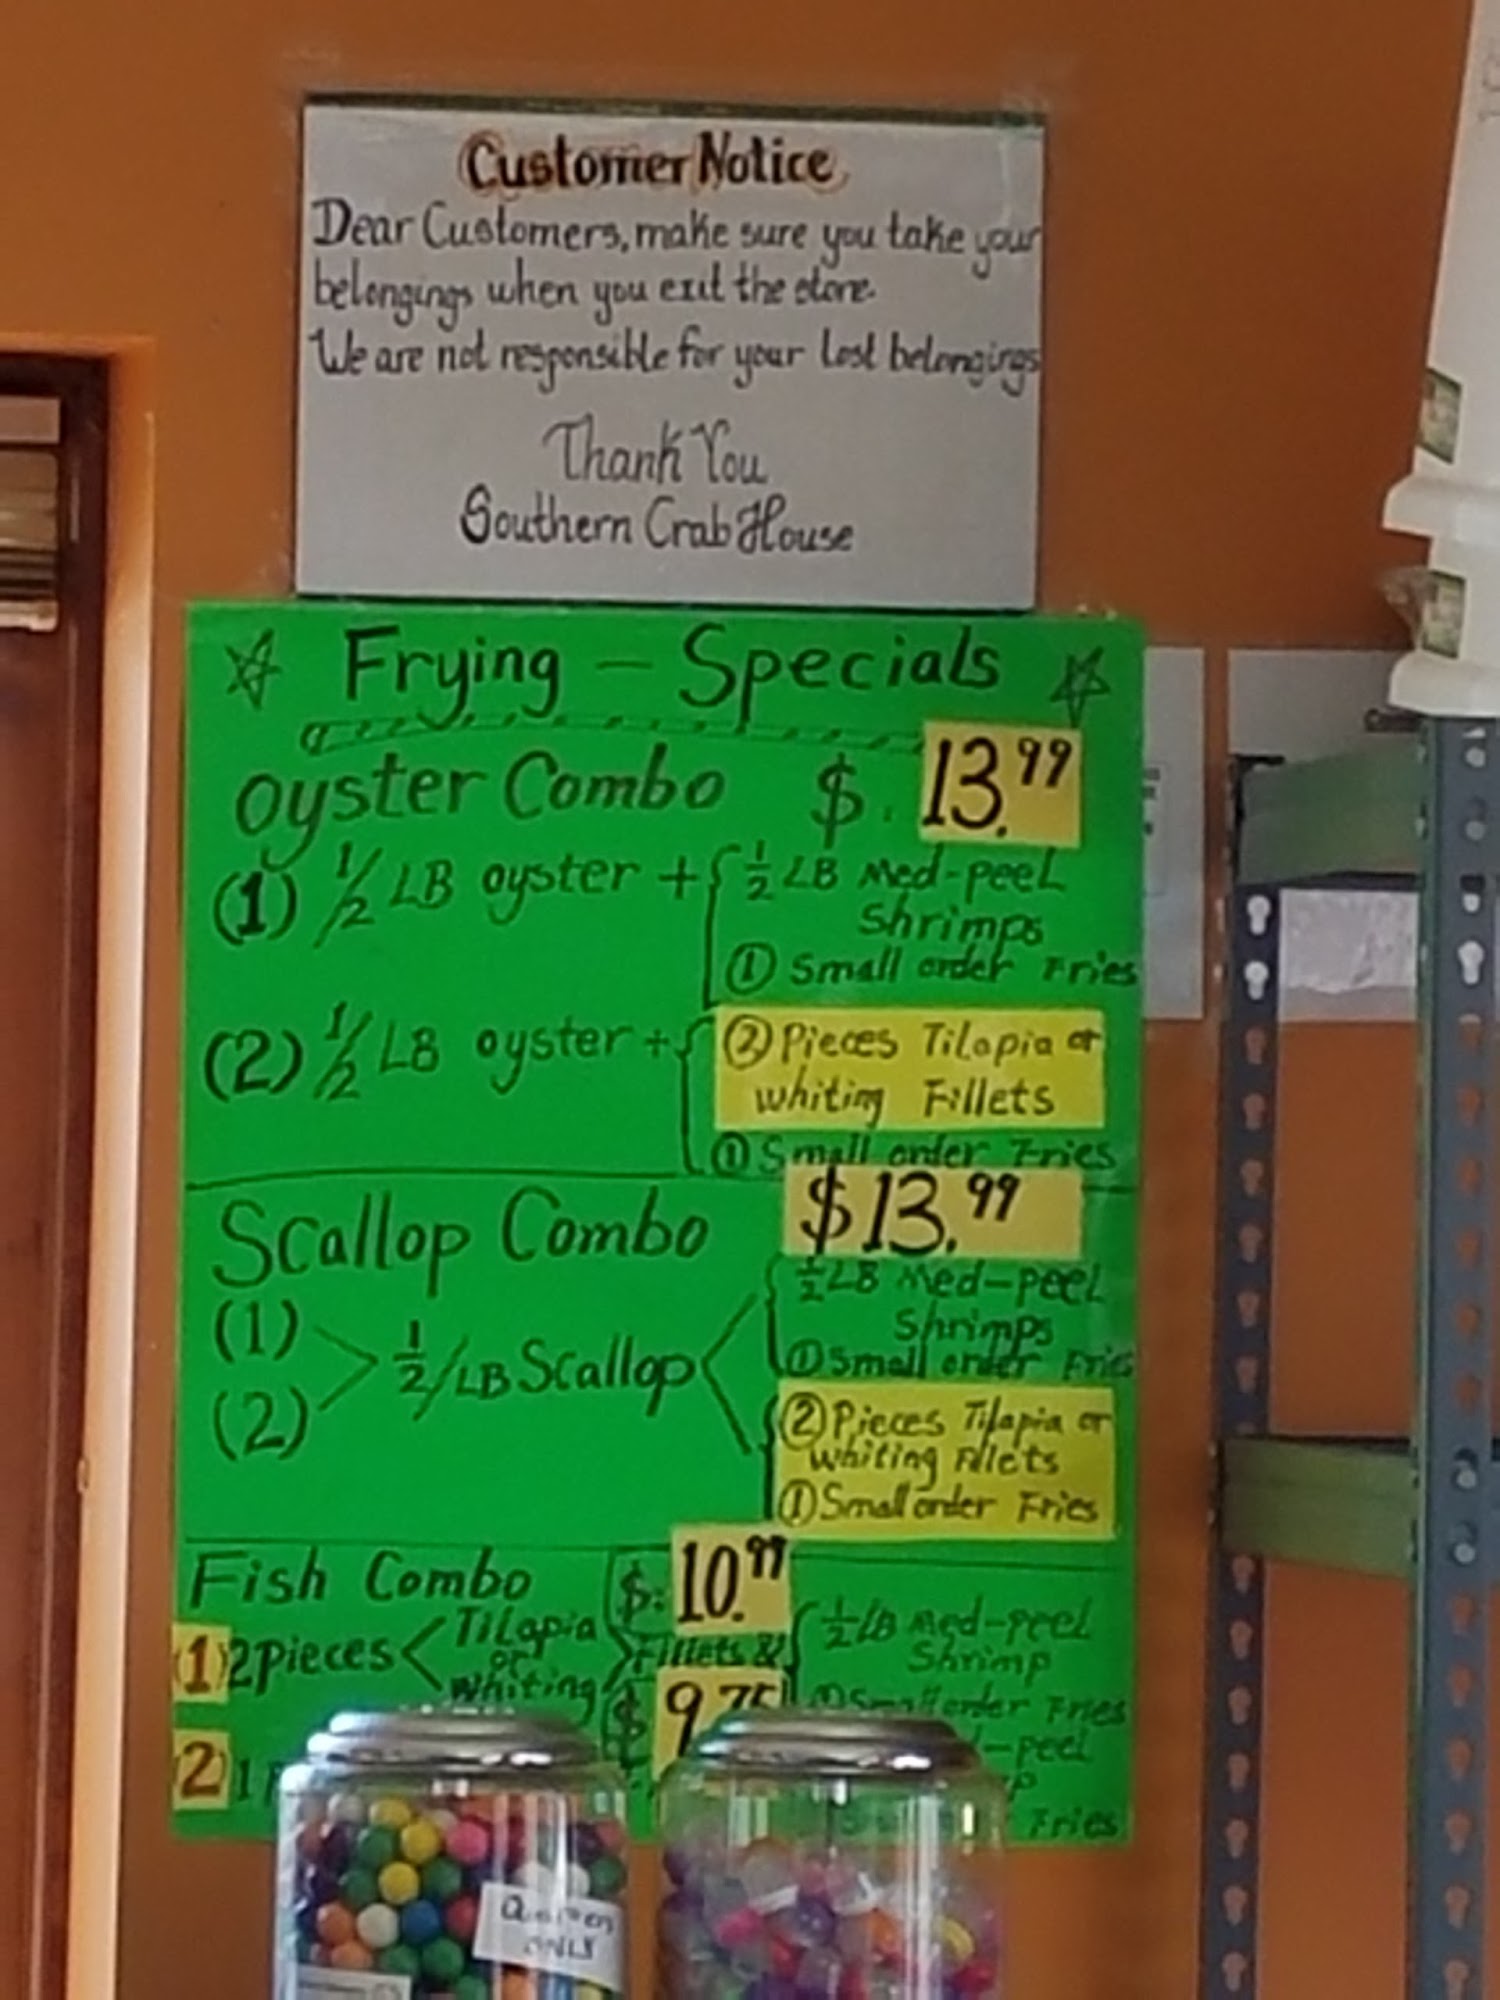 Customer Notice
Dear Customers, make sure you take your
belongings when you exit the store.
We are not responsible for your lost belongings
Thank You
Southern Crab House
Frying - Specials
Oyster Combo $. 13.99
(1) 1/2 LB oyster + 1/2 LB Med-peel
Shrimps
① Small order Fries
(2) 1/2 LB oyster + ② Pieces Tilapia or
whiting Fillets
① Small order Fries
Scallop Combo $13.99
1/2 LB Med-peel
Shrimps
① Small order Fries
(1)
(2)
1/2/LB Scallop
② Pieces Tilapia or
whiting Fillets
① Small order Fries
Fish Combo $. 10.99
(1) 2 pieces Tilapia or whiting Fillets & 1/2 LB Med-peel
Shrimp
① Small order Fries
$ 9.75
(2) 1
-peel
Fries
ONLY